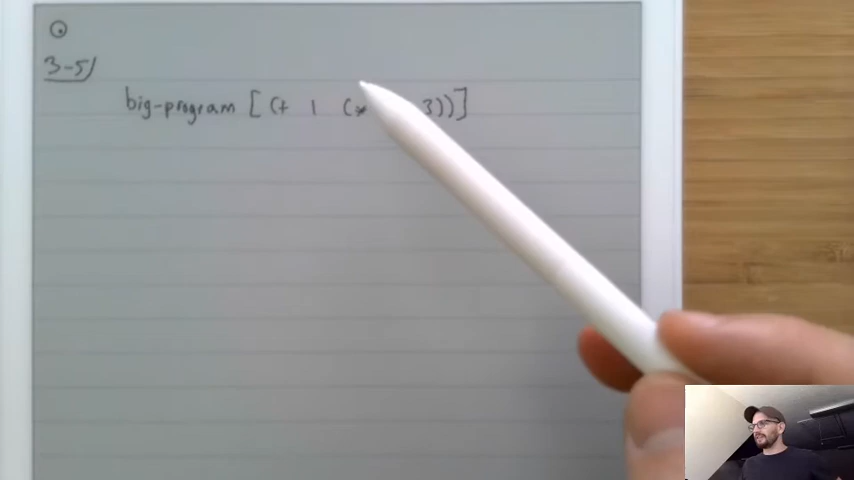 3-5/
big-program [ (+ 1 (* 3))]